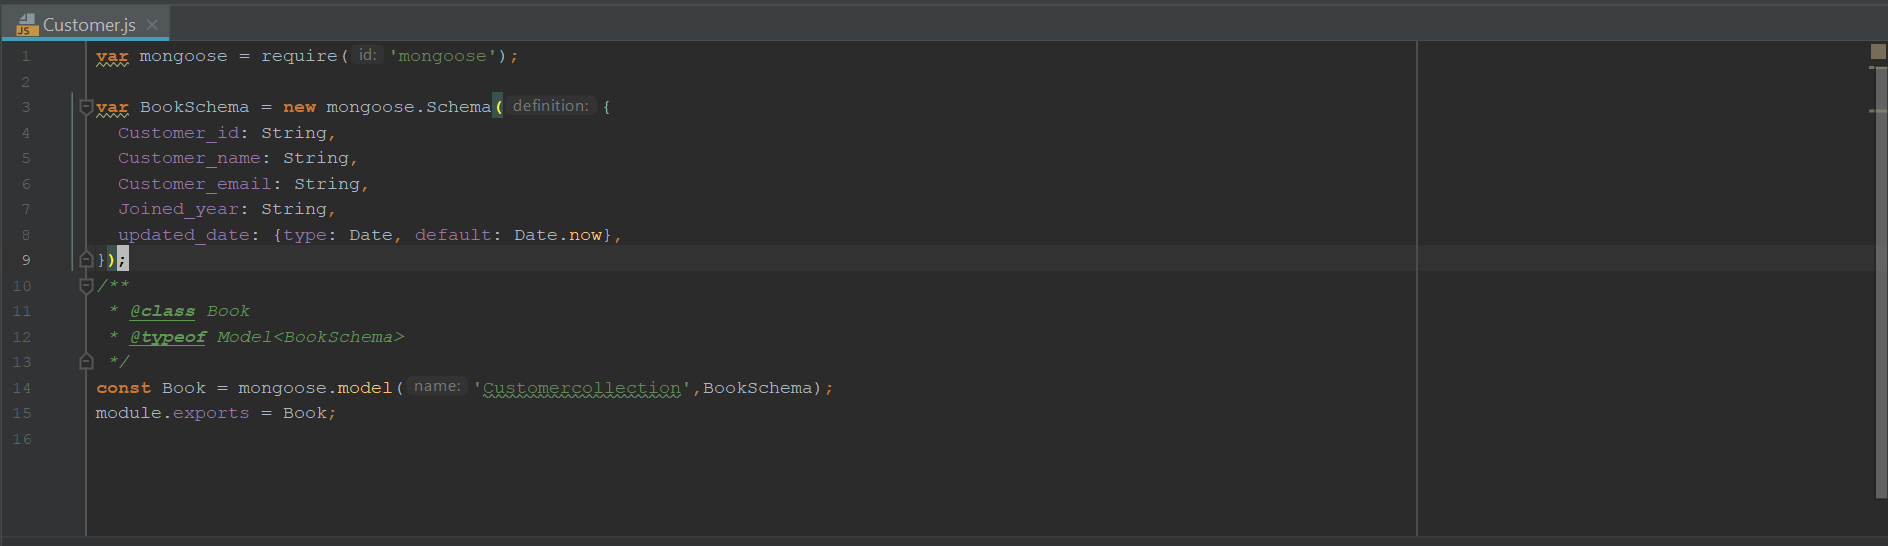 Customer.js
1 var mongoose = require( id: 'mongoose');
2
3 var BookSchema = new mongoose.Schema( definition: {
4   Customer_id: String,
5   Customer_name: String,
6   Customer_email: String,
7   Joined_year: String,
8   updated_date: {type: Date, default: Date.now},
9 });
10 /**
11  * @class Book
12  * @typeof Model<BookSchema>
13  */
14 const Book = mongoose.model( name: 'Customercollection',BookSchema);
15 module.exports = Book;
16